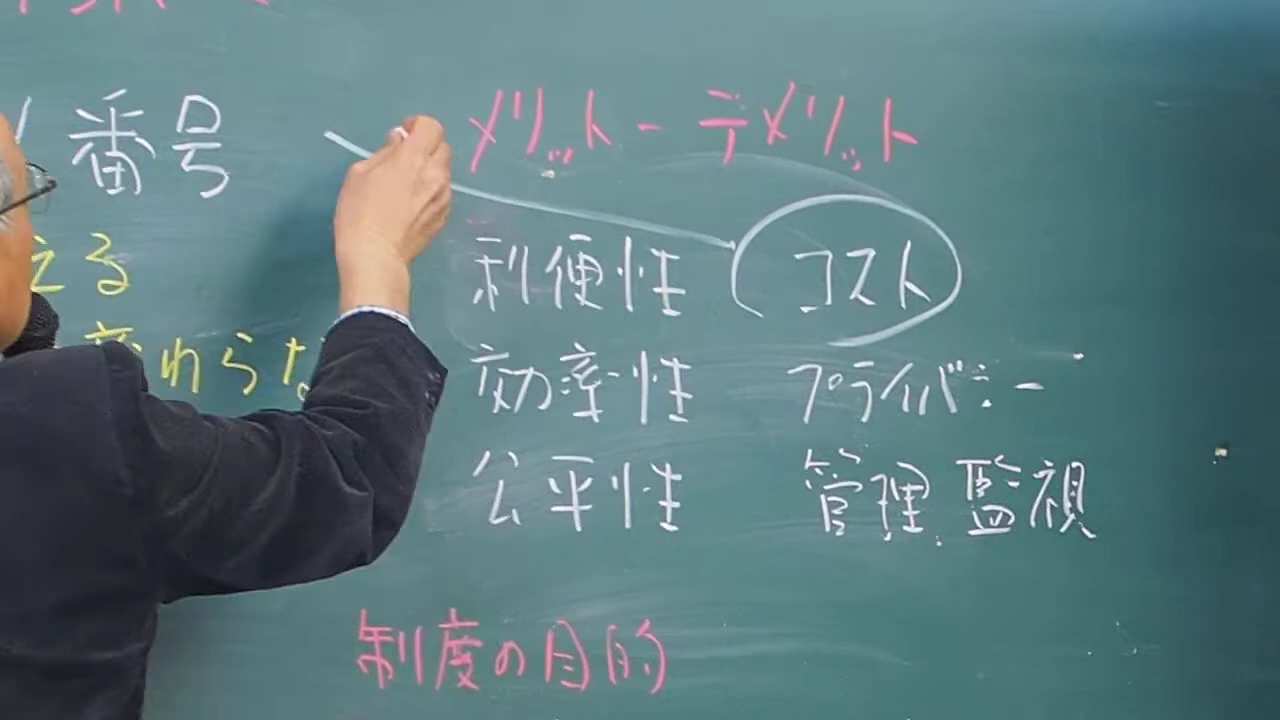 番号
メリット－デメリット
える
利便性 コスト
変わらな
効率性 プライバシー
公平性 管理、監視
制度の目的